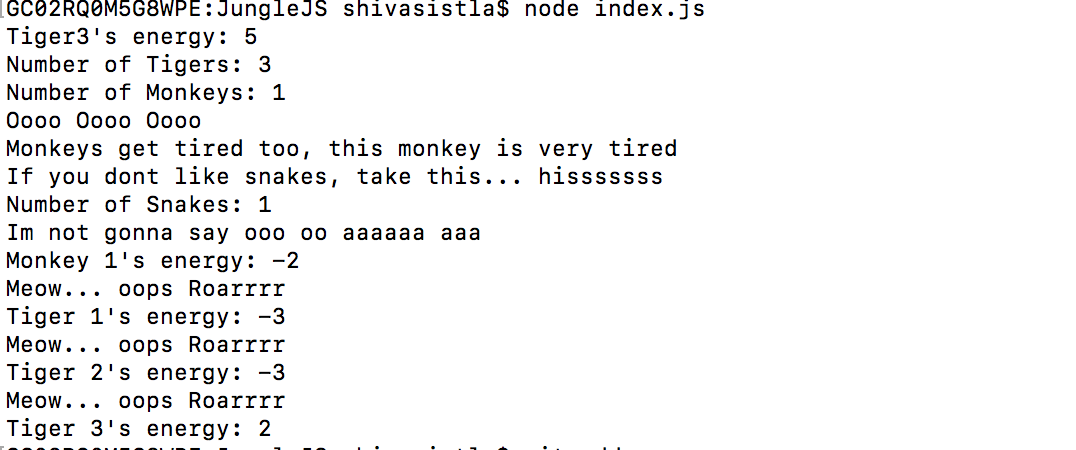 GC02RQ0M5G8WPE:JungleJS shivasistla$ node index.js
Tiger3's energy: 5
Number of Tigers: 3
Number of Monkeys: 1
Oooo Oooo Oooo
Monkeys get tired too, this monkey is very tired
If you dont like snakes, take this... hisssssss
Number of Snakes: 1
Im not gonna say ooo oo aaaaaa aaa
Monkey 1's energy: -2
Meow... oops Roarrrr
Tiger 1's energy: -3
Meow... oops Roarrrr
Tiger 2's energy: -3
Meow... oops Roarrrr
Tiger 3's energy: 2